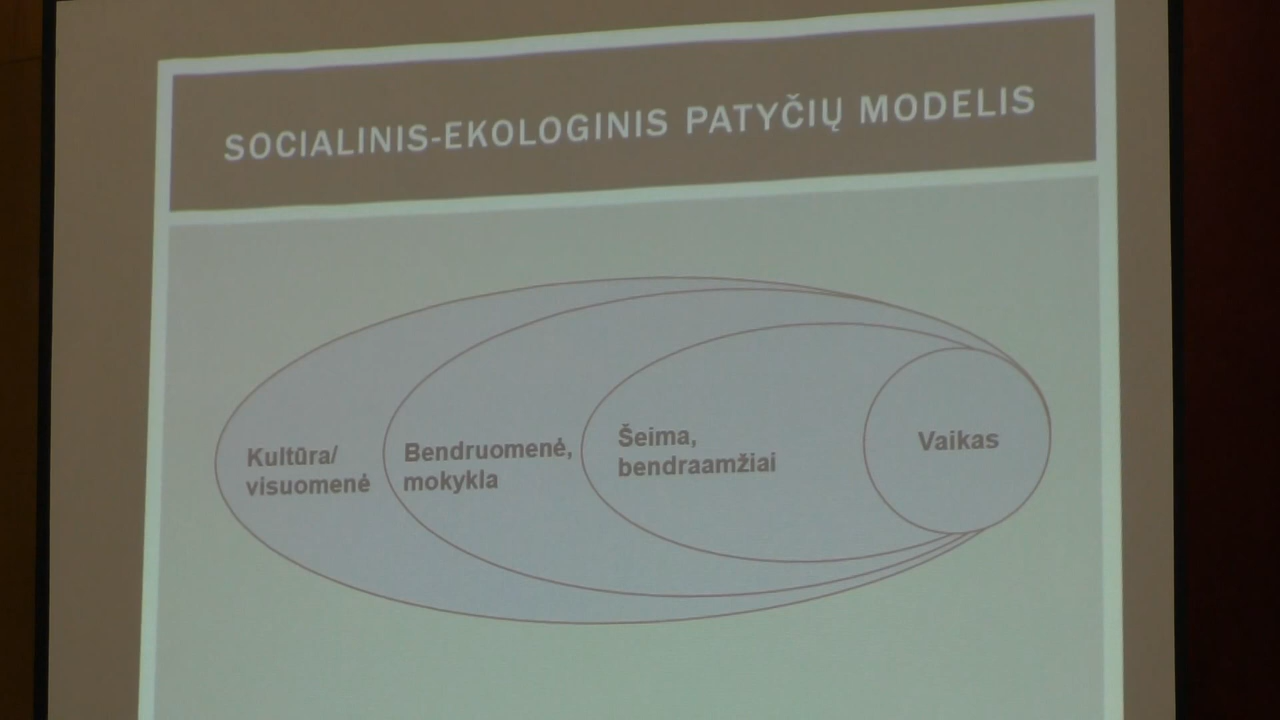 SOCIALINIS-EKOLOGINIS PATYČIŲ MODELIS
Kultūra/
visuomenė
Bendruomenė,
mokykla
Šeima,
bendraamžiai
Vaikas